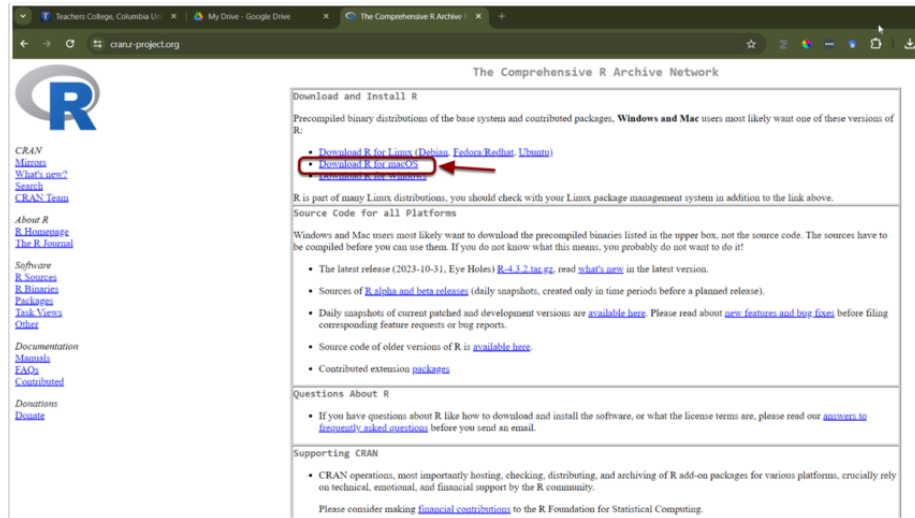 Teachers College, Columbia Un
My Drive - Google Drive
The Comprehensive R Archive
cran.r-project.org
The Comprehensive R Archive Network
R
CRAN
Mirrors
What's new?
Search
CRAN Team
About R
R Homepage
The R Journal
Software
R Sources
R Binaries
Packages
Task Views
Other
Documentation
Manuals
FAQs
Contributed
Donations
Donate
Download and Install R
Precompiled binary distributions of the base system and contributed packages, Windows and Mac users most likely want one of these versions of
R:
• Download R for Linux (Debian, Fedora/Redhat, Ubuntu)
• Download R for macOS
• Download R for Windows
R is part of many Linux distributions, you should check with your Linux package management system in addition to the link above.
Source Code for all Platforms
Windows and Mac users most likely want to download the precompiled binaries listed in the upper box, not the source code. The sources have to
be compiled before you can use them. If you do not know what this means, you probably do not want to do it!
• The latest release (2023-10-31, Eye Holes) R-4.3.2.tar.gz, read what's new in the latest version.
• Sources of R alpha and beta releases (daily snapshots, created only in time periods before a planned release).
• Daily snapshots of current patched and development versions are available here. Please read about new features and bug fixes before filing
corresponding feature requests or bug reports.
• Source code of older versions of R is available here.
• Contributed extension packages
Questions About R
• If you have questions about R like how to download and install the software, or what the license terms are, please read our answers to
frequently asked questions before you send an email.
Supporting CRAN
• CRAN operations, most importantly hosting, checking, distributing, and archiving of R add-on packages for various platforms, crucially rely
on technical, emotional, and financial support by the R community.
Please consider making financial contributions to the R Foundation for Statistical Computing.